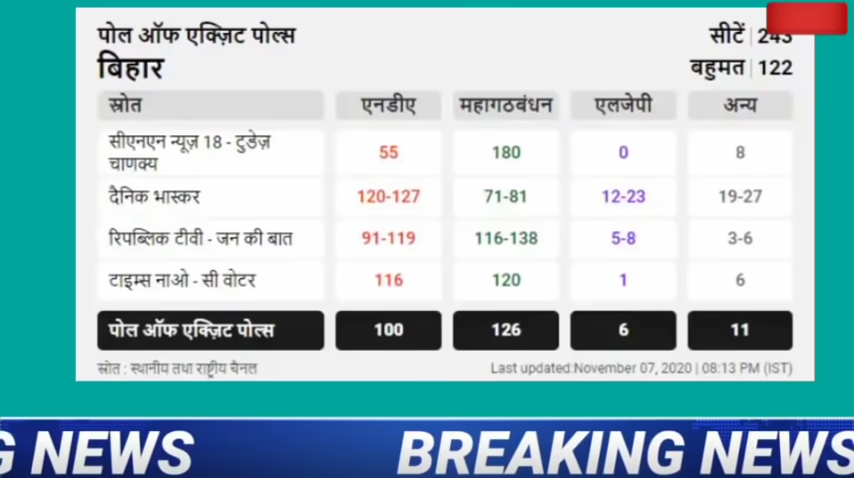 पोल ऑफ एक्ज़िट पोल्स सीटें | 243
बिहार बहुमत | 122
स्रोत एनडीए महागठबंधन एलजेपी अन्य
सीएनएन न्यूज़ 18 - टुडेज़
चाणक्य 55 180 0 8
दैनिक भास्कर 120-127 71-81 12-23 19-27
रिपब्लिक टीवी - जन की बात 91-119 116-138 5-8 3-6
टाइम्स नाओ - सी वोटर 116 120 1 6
पोल ऑफ एक्ज़िट पोल्स 100 126 6 11
स्रोत : स्थानीय तथा राष्ट्रीय चैनल Last updated:November 07, 2020 | 08:13 PM (IST)
G NEWS BREAKING NEWS